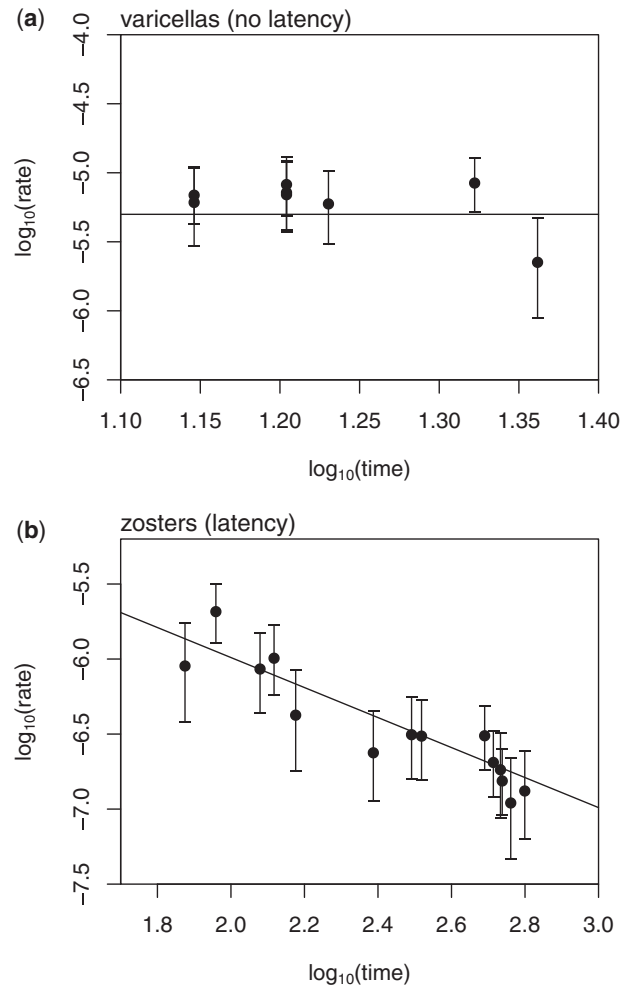 (a) varicellas (no latency)
−4.0
−4.5
−5.0
−5.5
−6.0
−6.5
log10(rate)
1.10 1.15 1.20 1.25 1.30 1.35 1.40
log10(time)
(b) zosters (latency)
−5.5
−6.0
−6.5
−7.0
−7.5
log10(rate)
1.8 2.0 2.2 2.4 2.6 2.8 3.0
log10(time)